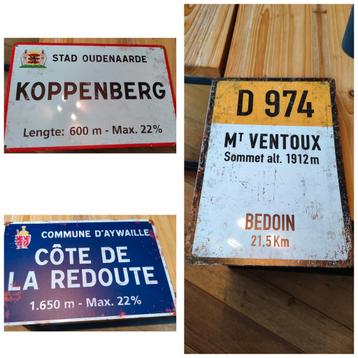 STAD OUDENAARDE
KOPPENBERG
Lengte: 600 m - Max. 22%
COMMUNE D'AYWAILLE
CÔTE DE
LA REDOUTE
1.650 m - Max. 22%
D 974
MT VENTOUX
Sommet alt. 1912 m
BEDOIN
21.5 Km